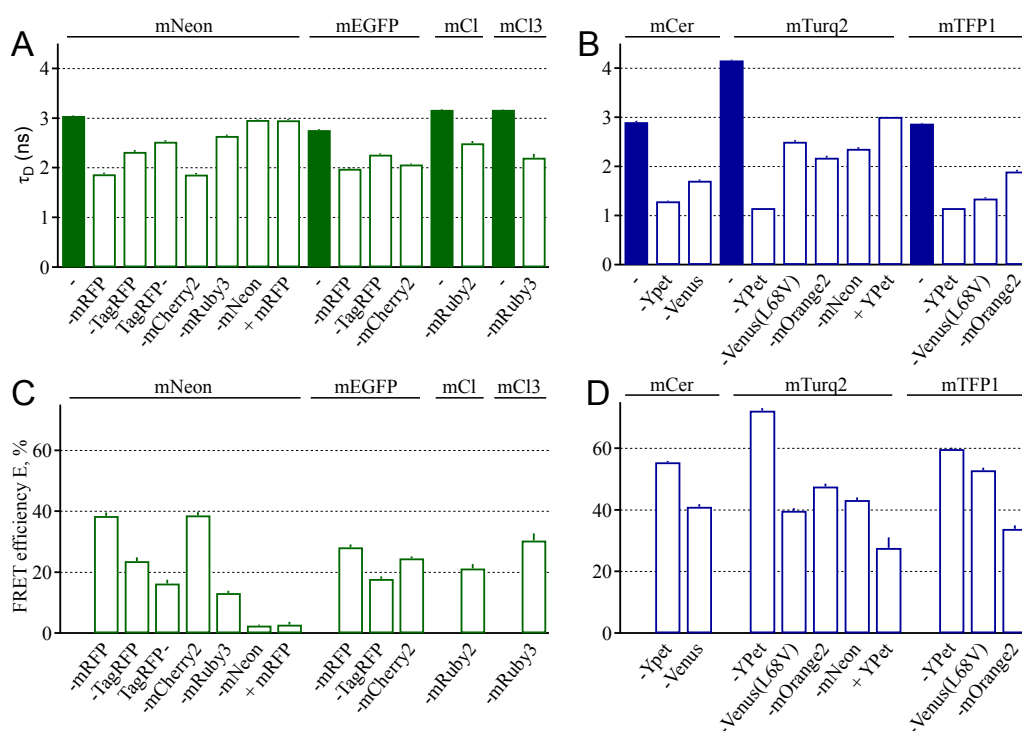 A
mNeon
mEGFP
mCl
mCl3
τD (ns)
4
3
2
1
0
-
-mRFP
-TagRFP
TagRFP-
-mCherry2
-mRuby3
-mNeon
+ mRFP
-
-mRFP
-TagRFP
-mCherry2
-
-mRuby2
-
-mRuby3
B
mCer
mTurq2
mTFP1
4
3
2
1
0
-
-Ypet
-Venus
-
-YPet
-Venus(L68V)
-mOrange2
-mNeon
+ YPet
-
-YPet
-Venus(L68V)
-mOrange2
C
mNeon
mEGFP
mCl
mCl3
FRET efficiency E, %
60
40
20
0
-mRFP
-TagRFP
TagRFP-
-mCherry2
-mRuby3
-mNeon
+ mRFP
-mRFP
-TagRFP
-mCherry2
-mRuby2
-mRuby3
D
mCer
mTurq2
mTFP1
60
40
20
0
-Ypet
-Venus
-YPet
-Venus(L68V)
-mOrange2
-mNeon
+ YPet
-YPet
-Venus(L68V)
-mOrange2